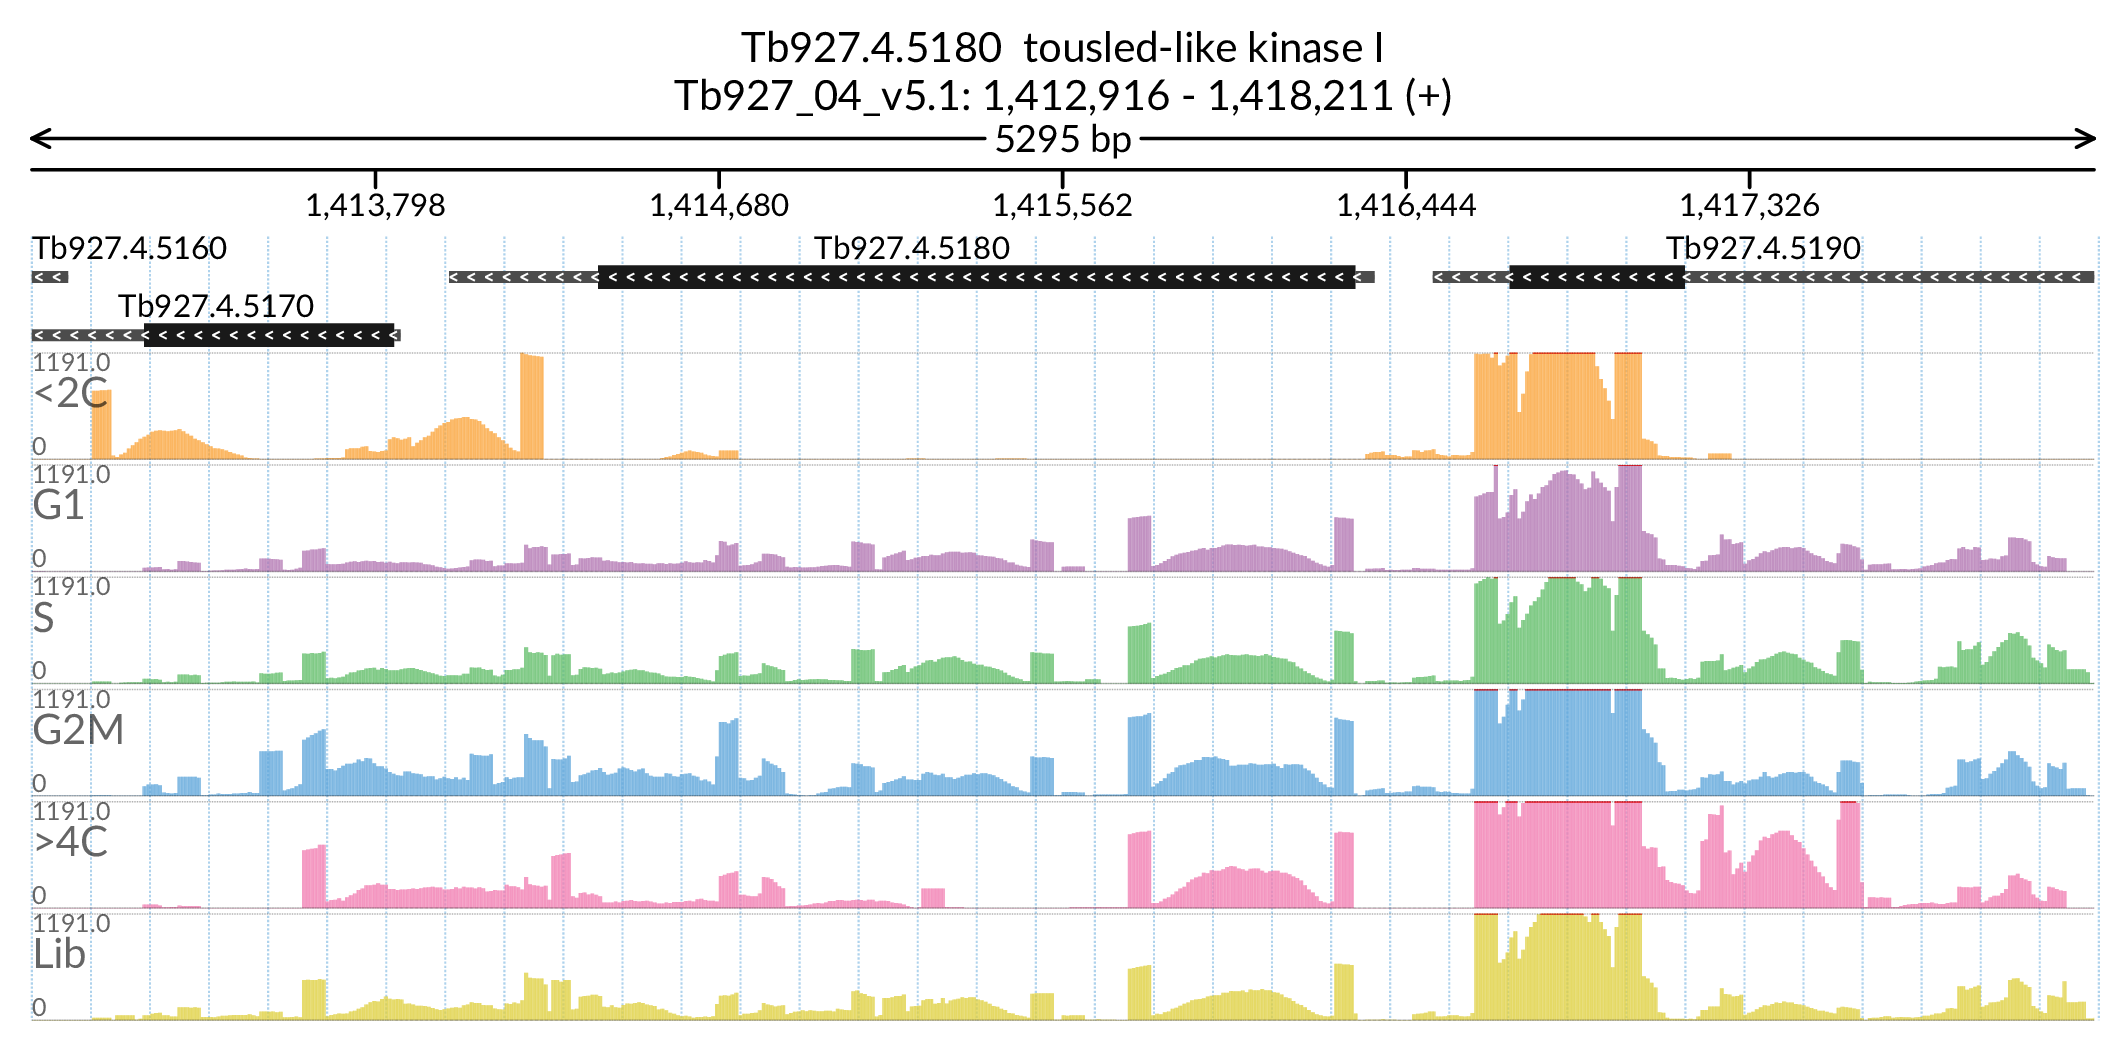 Tb927.4.5180 tousled-like kinase I
Tb927_04_v5.1: 1,412,916 - 1,418,211 (+)
5295 bp
1,413,798 1,414,680 1,415,562 1,416,444 1,417,326
Tb927.4.5160 Tb927.4.5180 Tb927.4.5190
Tb927.4.5170
1191.0
<2C
0
1191.0
G1
0
1191.0
S
0
1191.0
G2M
0
1191.0
>4C
0
1191.0
Lib
0